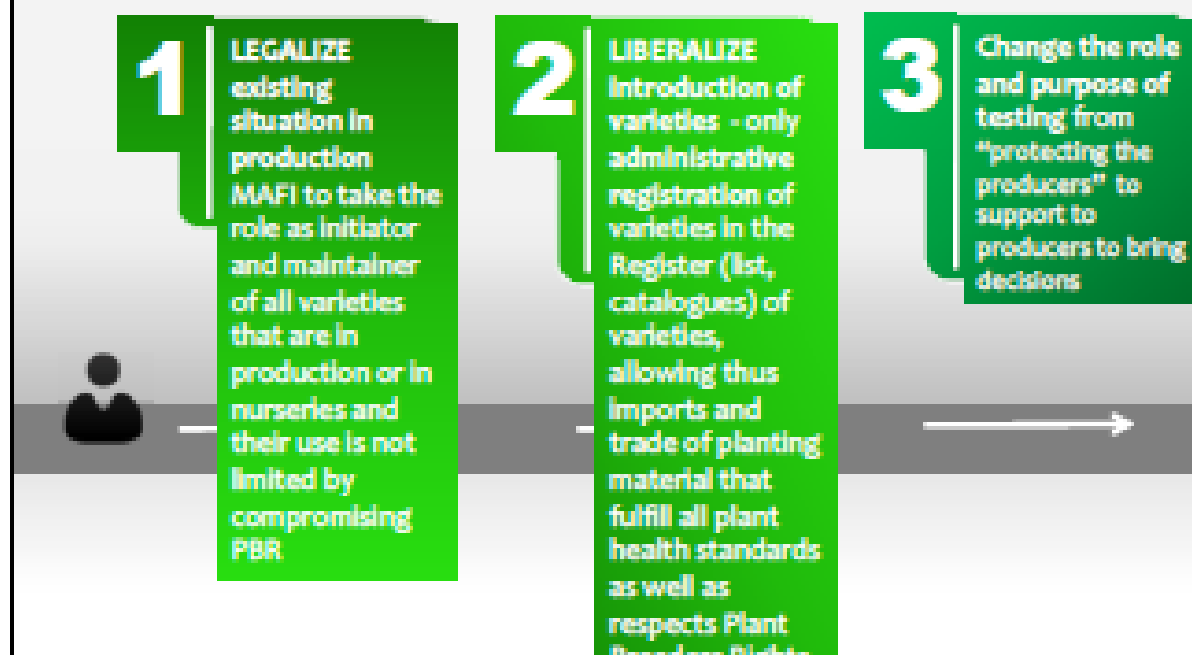 1
LEGALIZE
existing
situation in
production
MAFI to take the
role as initiator
and maintainer
of all varieties
that are in
production or in
nurseries and
their use is not
limited by
compromising
PBR
2
LIBERALIZE
introduction of
varieties - only
administrative
registration of
varieties in the
Register (list,
catalogues) of
varieties,
allowing thus
imports and
trade of planting
material that
fulfill all plant
health standards
as well as
respects Plant
3
Change the role
and purpose of
testing from
“protecting the
producers” to
support to
producers to bring
decisions